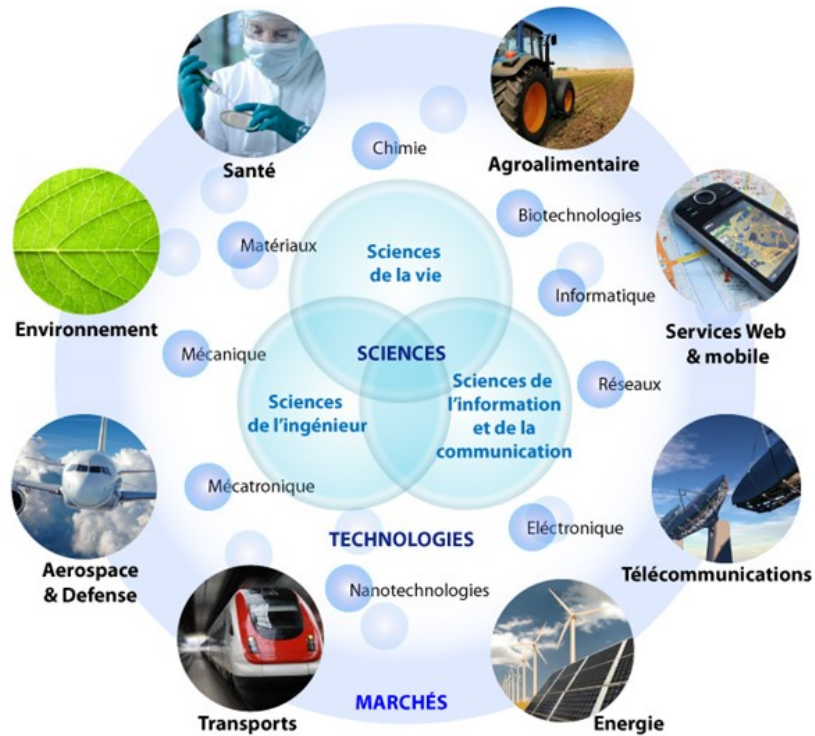 Santé
Chimie
Agroalimentaire
Biotechnologies
Matériaux
Sciences
de la vie
Informatique
Environnement
Services Web
& mobile
Mécanique
SCIENCES
Réseaux
Sciences
de l'ingénieur
Sciences de
l'information
et de la
communication
Mécatronique
Eléctronique
TECHNOLOGIES
Aerospace
& Defense
Télécommunications
Nanotechnologies
MARCHÉS
Transports
Energie